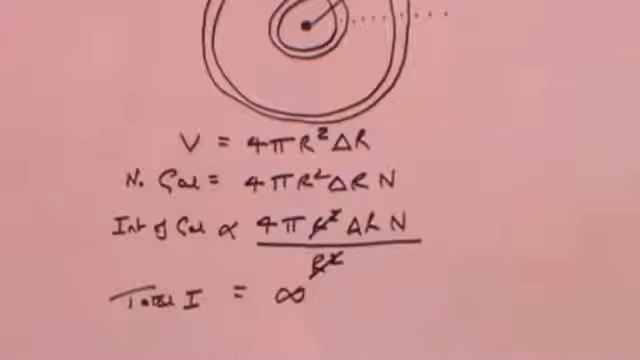 V = 4πR²ΔR
N. Gal = 4πR²ΔR N
Int of Gal ∝ 4πR²ΔR N / R²
Total I = ∞